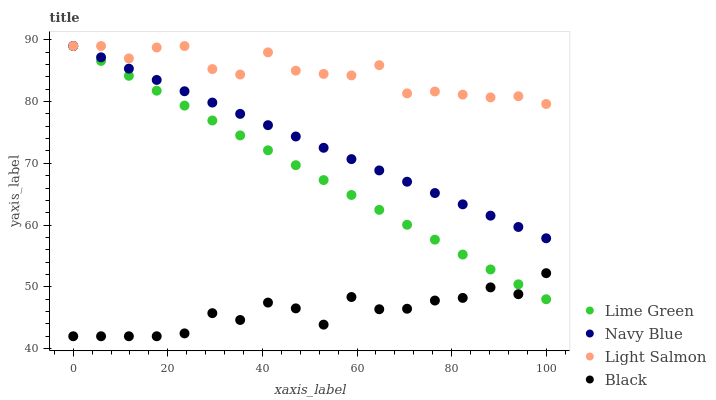 title
90
80
70
60
50
40
yaxis_label
0
20
40
60
80
100
xaxis_label
Lime Green
Navy Blue
Light Salmon
Black